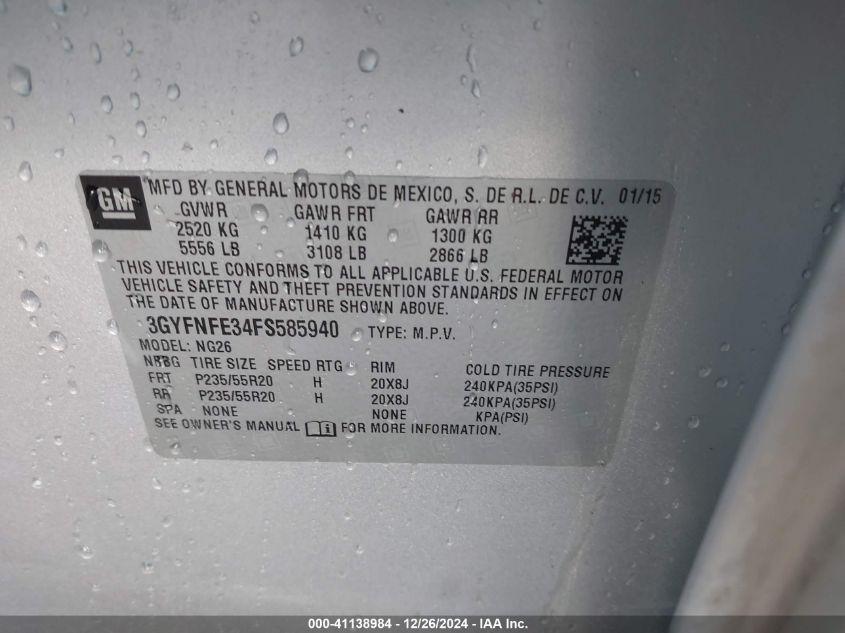 GM MFD BY GENERAL MOTORS DE MEXICO, S. DE R.L. DE C.V. 01/15
GVWR GAWR FRT GAWR RR
2520 KG 1410 KG 1300 KG
5556 LB 3108 LB 2866 LB
THIS VEHICLE CONFORMS TO ALL APPLICABLE U.S. FEDERAL MOTOR
VEHICLE SAFETY AND THEFT PREVENTION STANDARDS IN EFFECT ON
THE DATE OF MANUFACTURE SHOWN ABOVE.
3GYFNFE34FS585940 TYPE: M.P.V.
MODEL: NG26
TIRE SIZE SPEED RTG RIM COLD TIRE PRESSURE
FRT P235/55R20 H 20X8J 240KPA(35PSI)
RR P235/55R20 H 20X8J 240KPA(35PSI)
SPA NONE NONE KPA(PSI)
SEE OWNER'S MANUAL FOR MORE INFORMATION.
000-41138984 - 12/26/2024 - IAA Inc.